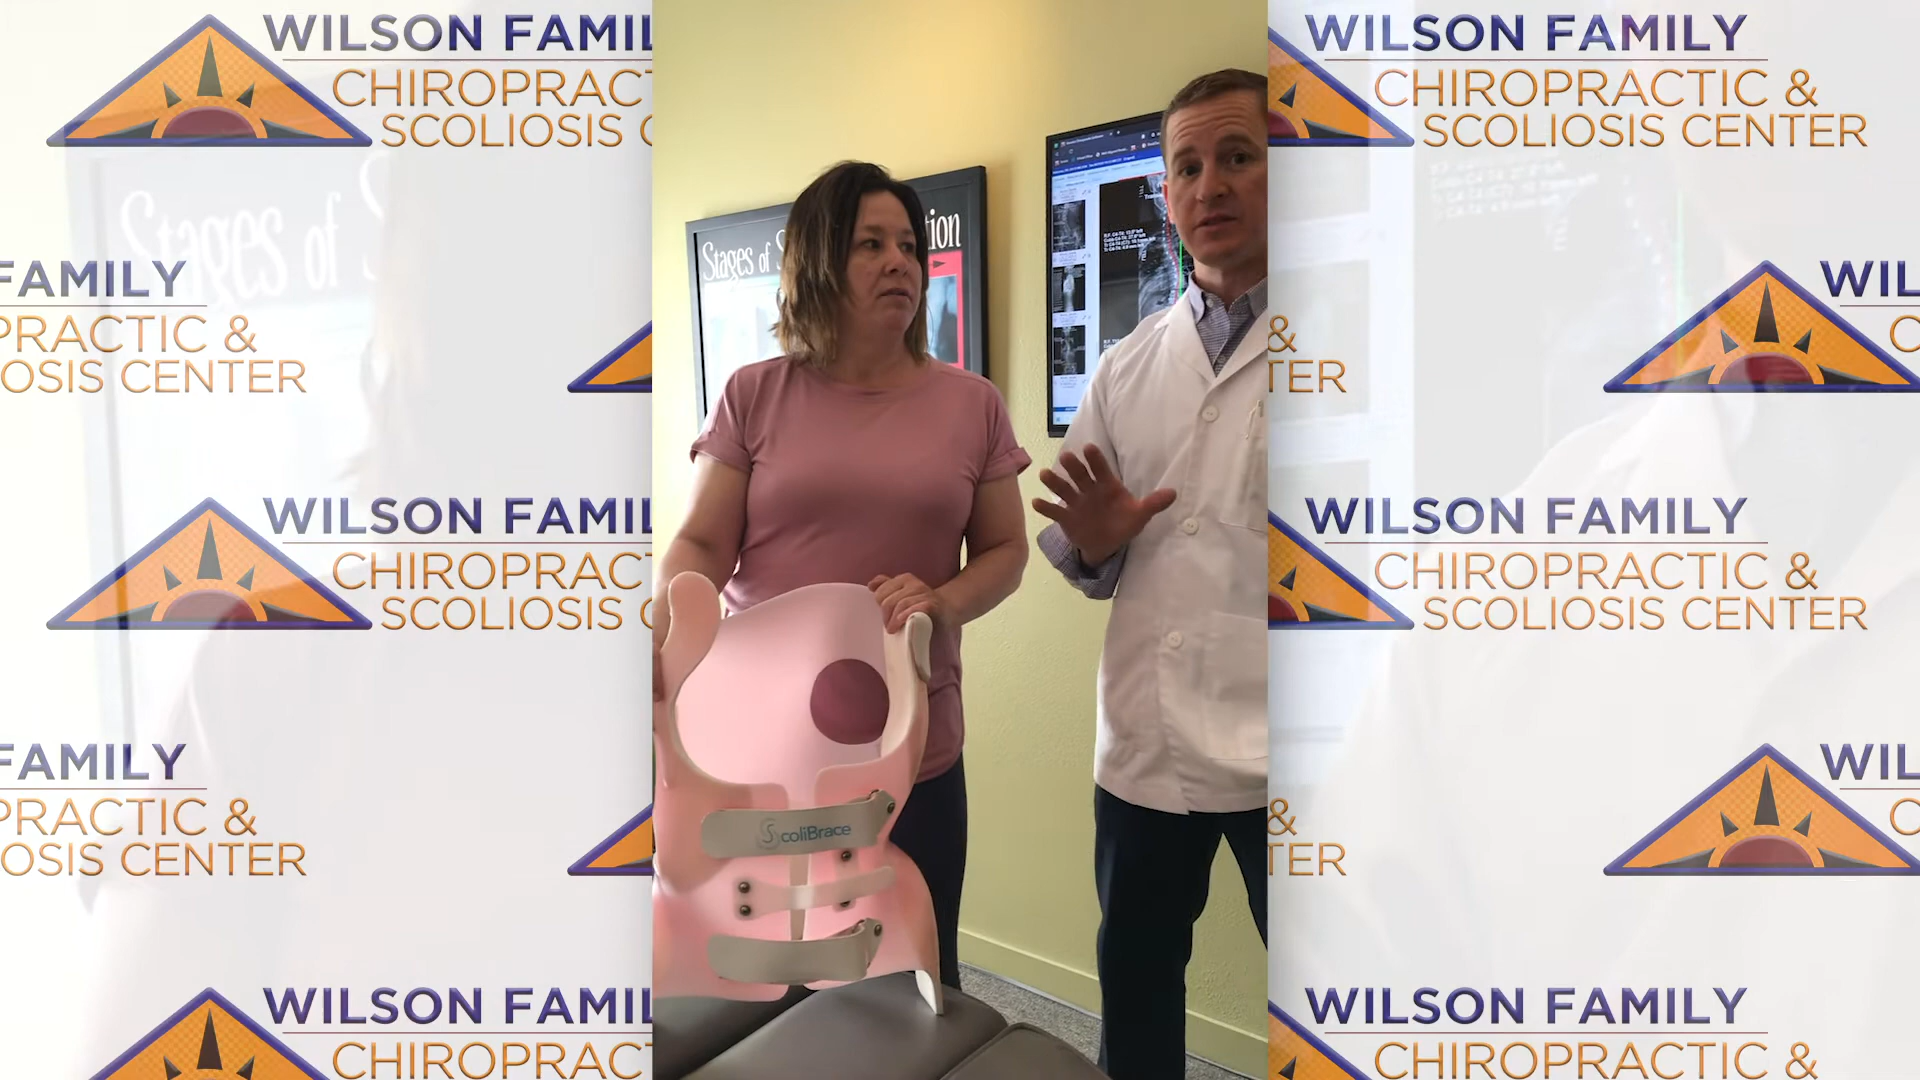 WILSON FAMIL
CHIROPRACT
SCOLIOSIS C
WILSON FAMILY
CHIROPRACTIC &
SCOLIOSIS CENTER
Stages of S
tion
Stages of S
FAMILY
PRACTIC &
OSIS CENTER
&
TER
WIL
C
WILSON FAMIL
CHIROPRACT
SCOLIOSIS C
WILSON FAMILY
CHIROPRACTIC &
SCOLIOSIS CENTER
FAMILY
PRACTIC &
OSIS CENTER
ScoliBrace
&
TER
WIL
C
WILSON FAMIL
CHIROPRACT
WILSON FAMILY
CHIROPRACTIC &